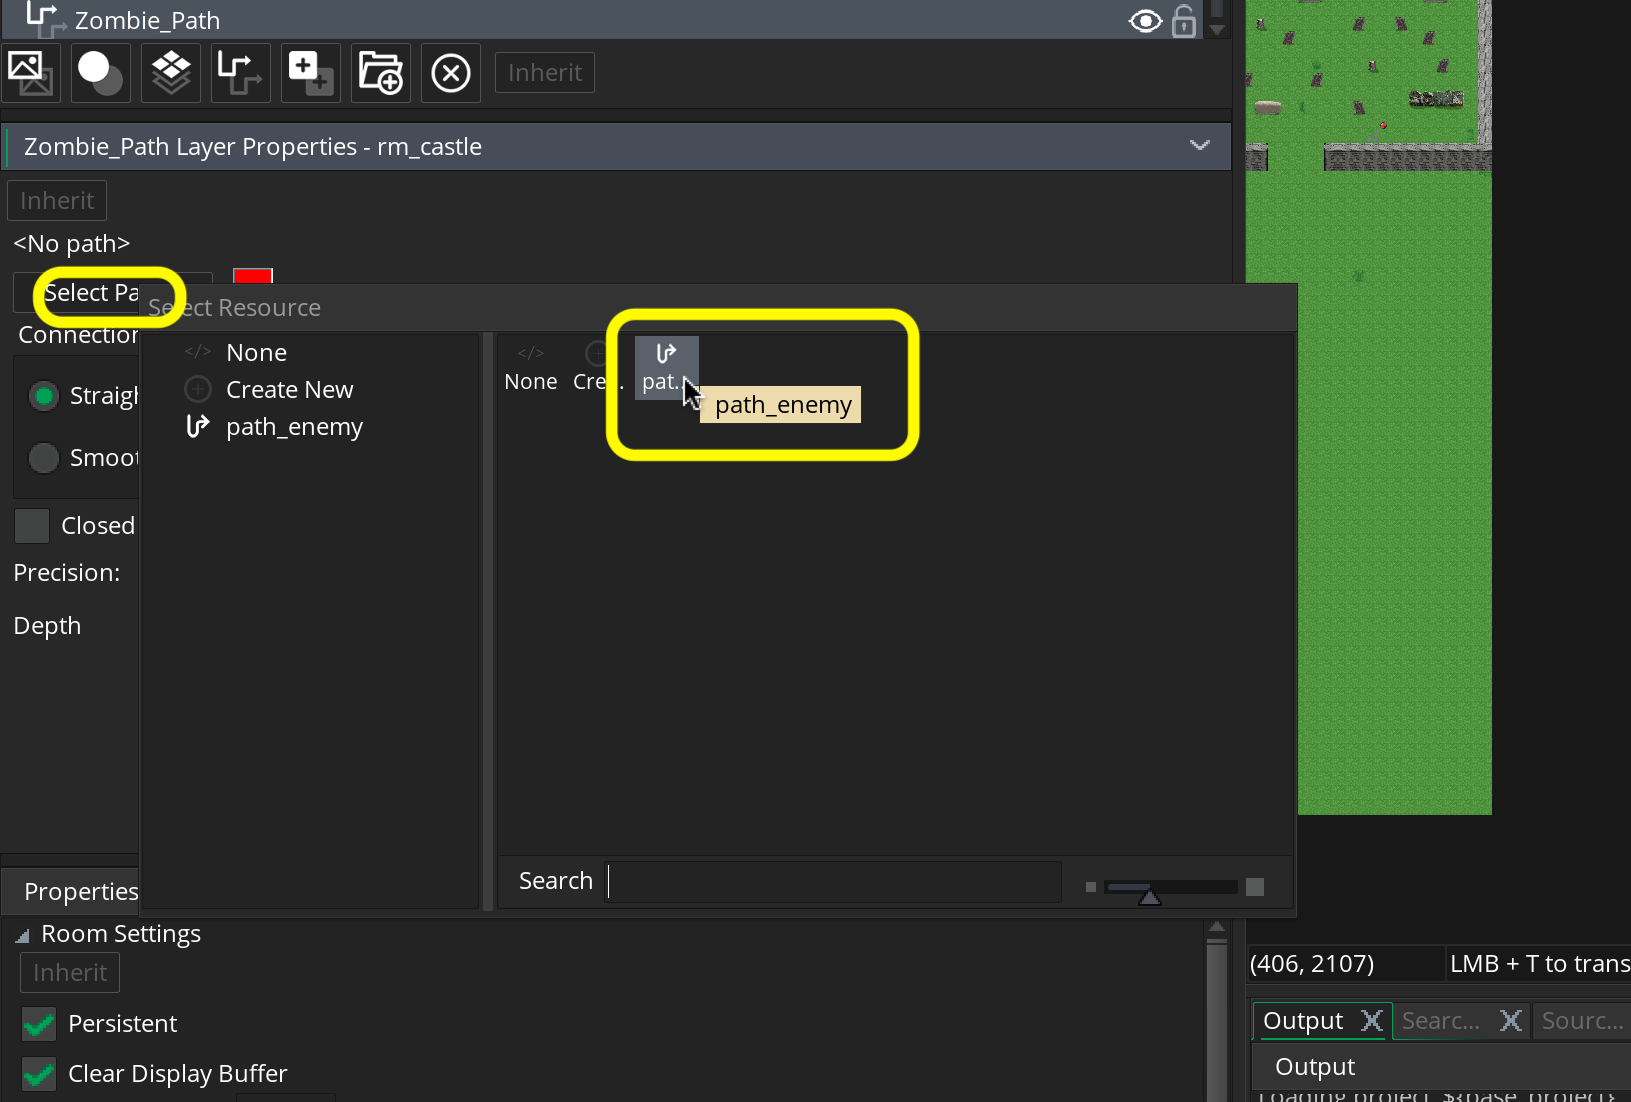 Zombie_Path
Inherit
Zombie_Path Layer Properties - rm_castle
Inherit
<No path>
Select Pa
Select Resource
Connection
None
Create New
path_enemy
None
Cre...
pat...
path_enemy
Straigh
Smoot
Closed
Precision:
Depth
Search
Properties
Room Settings
Inherit
Persistent
Clear Display Buffer
(406, 2107)
LMB + T to trans
Output
Searc...
Sourc...
Output
Loading project